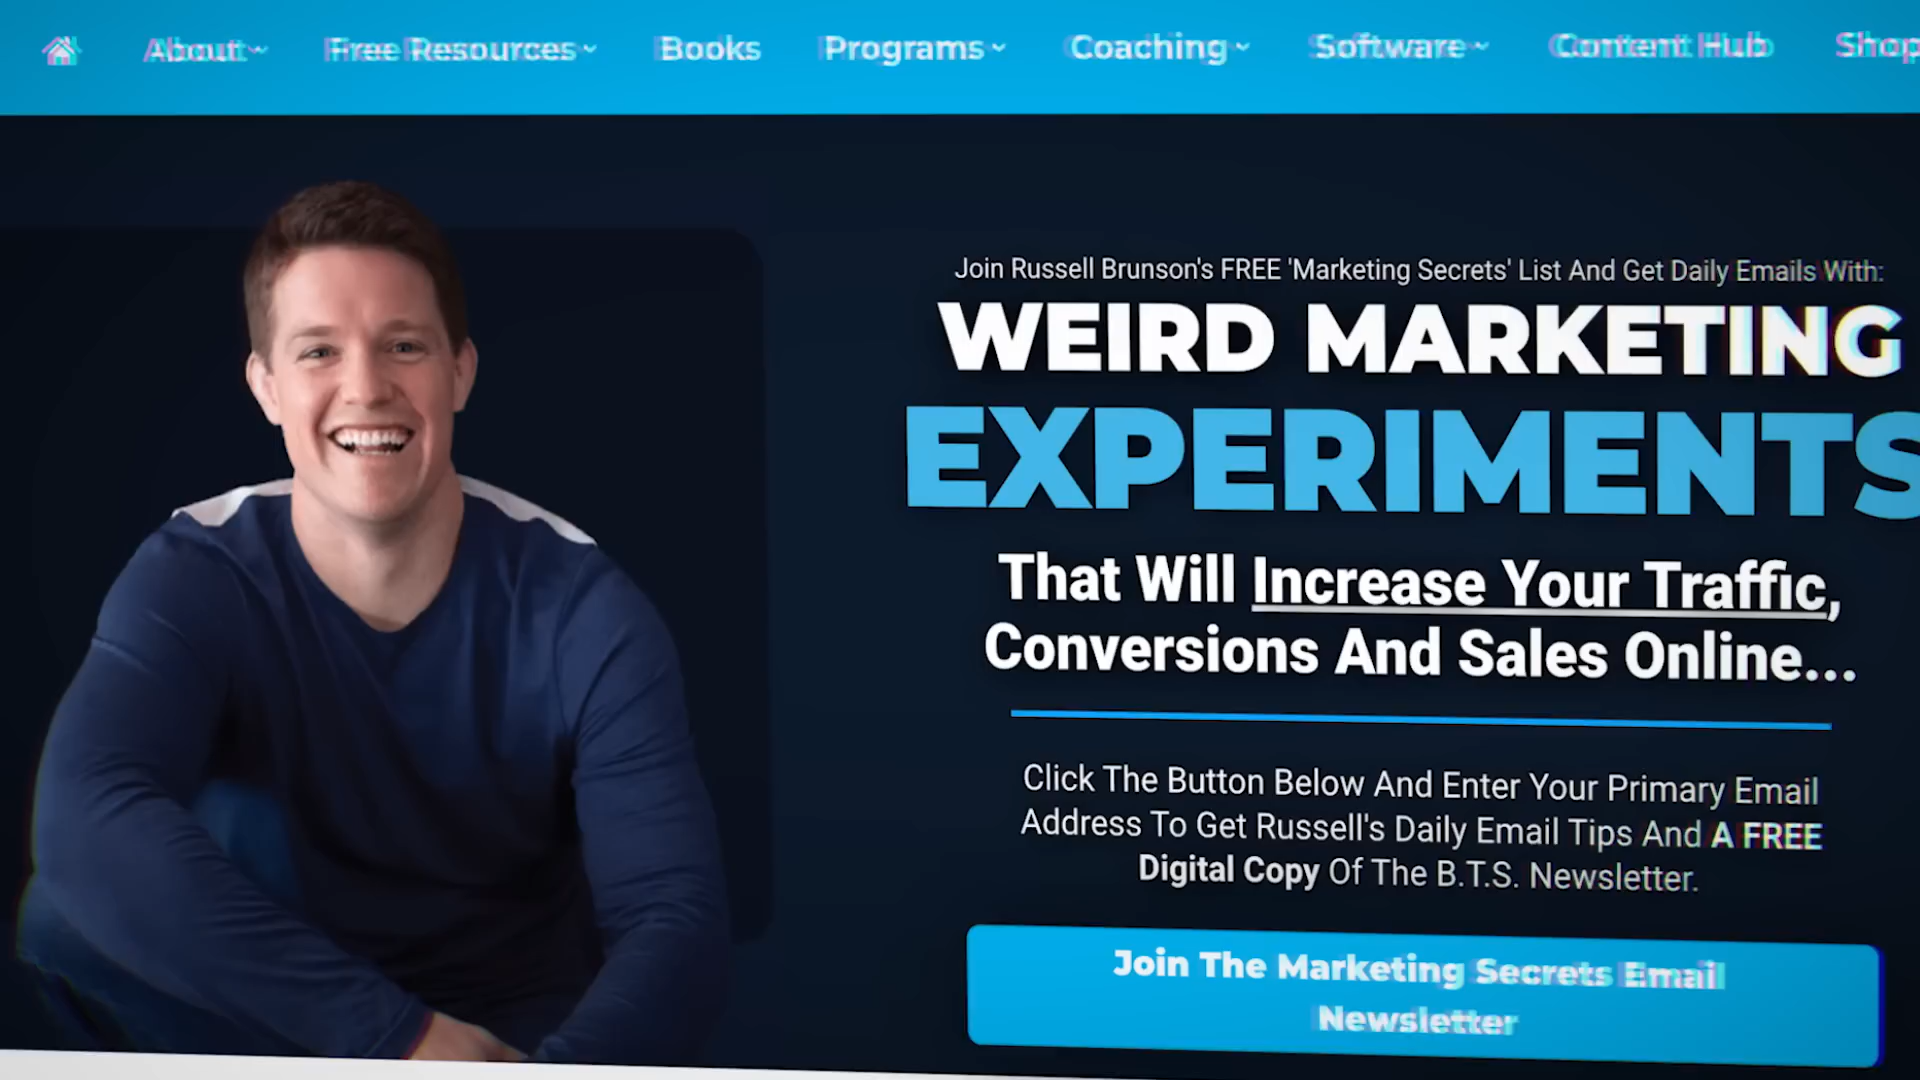 About Free Resources Books Programs Coaching Software Content Hub Shop
Join Russell Brunson's FREE 'Marketing Secrets' List And Get Daily Emails With:
WEIRD MARKETING
EXPERIMENTS
That Will Increase Your Traffic,
Conversions And Sales Online...
Click The Button Below And Enter Your Primary Email
Address To Get Russell's Daily Email Tips And A FREE
Digital Copy Of The B.T.S. Newsletter.
Join The Marketing Secrets Email
Newsletter